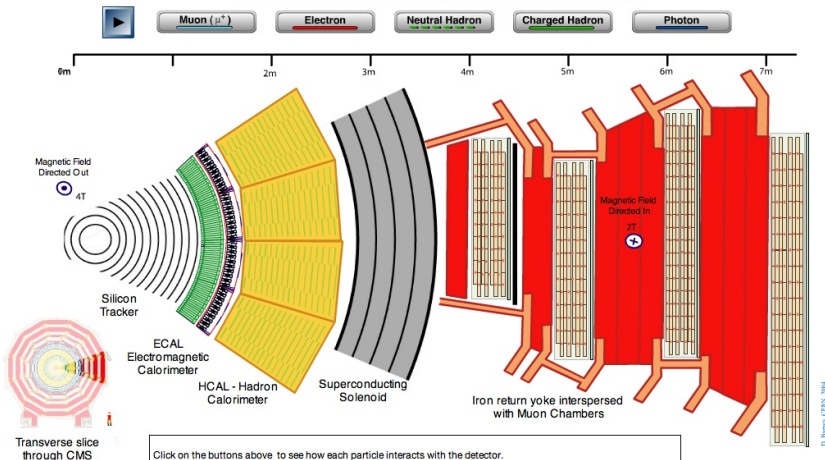 Muon (μ⁺)
Electron
Neutral Hadron
Charged Hadron
Photon
0m
2m
3m
4m
5m
6m
7m
Magnetic Field
Directed Out
4T
Magnetic Field
Directed In
2T
Silicon
Tracker
ECAL
Electromagnetic
Calorimeter
HCAL - Hadron
Calorimeter
Superconducting
Solenoid
Iron return yoke interspersed
with Muon Chambers
Transverse slice
through CMS
Click on the buttons above to see how each particle interacts with the detector.
CERN, 2004